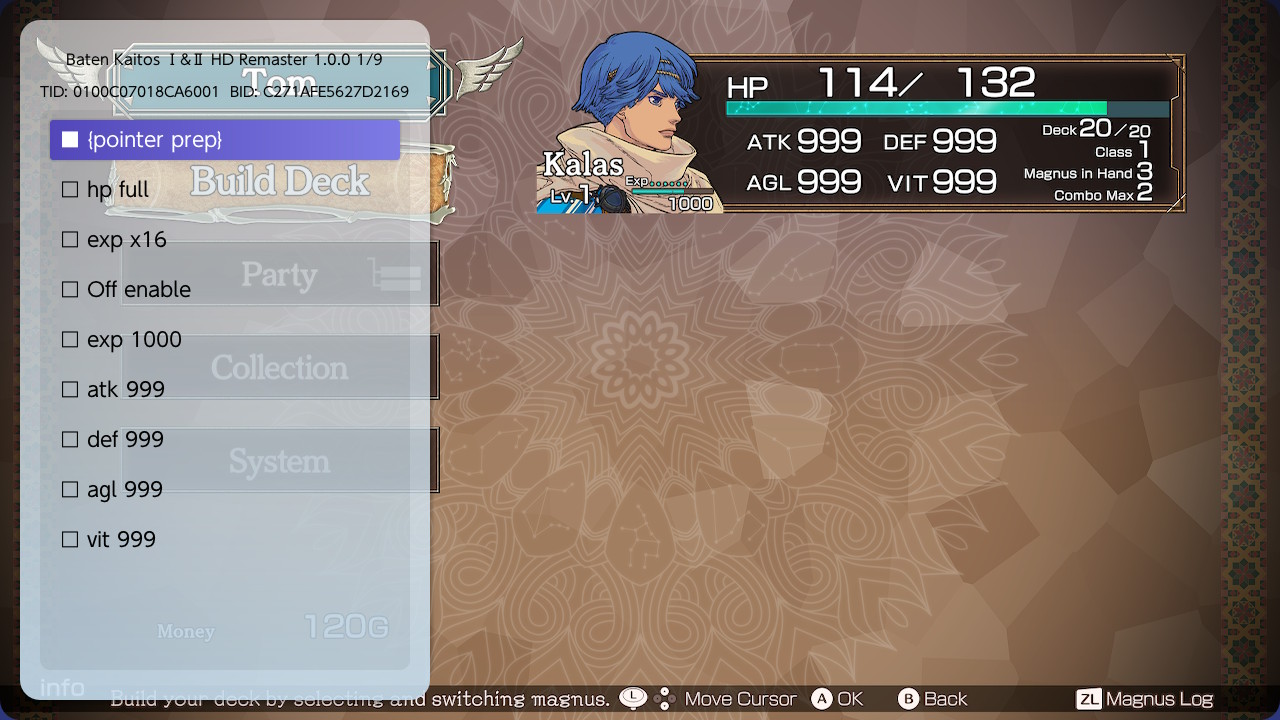 Baten Kaitos Ⅰ&Ⅱ HD Remaster 1.0.0 1/9
Tom
TID: 0100C07018CA6001 BID: C271AFE5627D2169
{pointer prep}
hp full
Build Deck
exp x16
Party
Off enable
exp 1000
Collection
atk 999
def 999
System
agl 999
vit 999
Money 120G
info
Kalas
Lv. 1
Exp
1000
HP 114/ 132
ATK 999 DEF 999
AGL 999 VIT 999
Deck 20/20
Class 1
Magnus in Hand 3
Combo Max 2
Build your deck by selecting and switching magnus. L Move Cursor A OK B Back ZL Magnus Log